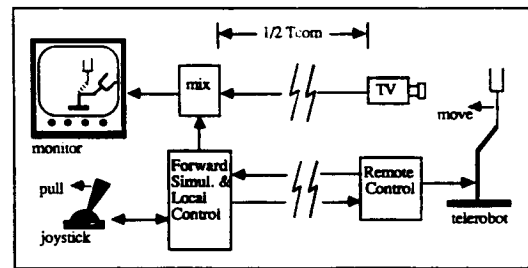 1/2 Tcom
mix
TV
move
monitor
Forward
Simul. &
Local
Control
Remote
Control
pull
joystick
telerobot